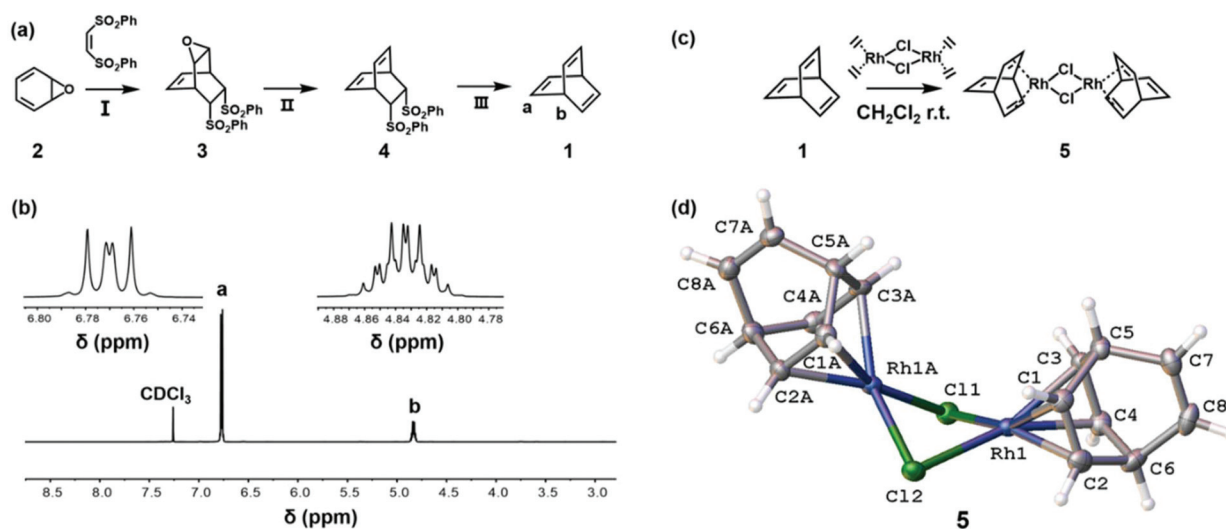 (a)
SO₂Ph
SO₂Ph
O
I
2
O
SO₂Ph
SO₂Ph
3
II
SO₂Ph
SO₂Ph
4
III
a
b
1
(c)
Cl
Rh Rh
Cl
CH₂Cl₂ r.t.
1
Cl
Rh Rh
Cl
5
(b)
6.80 6.78 6.76 6.74
δ (ppm)
a
4.88 4.86 4.84 4.82 4.80 4.78
δ (ppm)
CDCl₃
b
8.5 8.0 7.5 7.0 6.5 6.0 5.5 5.0 4.5 4.0 3.5 3.0
δ (ppm)
(d)
C7A
C5A
C8A
C4A
C3A
C6A
C1A
C2A
Rh1A
Cl1
Cl2
Rh1
C1
C3
C5
C7
C4
C8
C2
C6
5